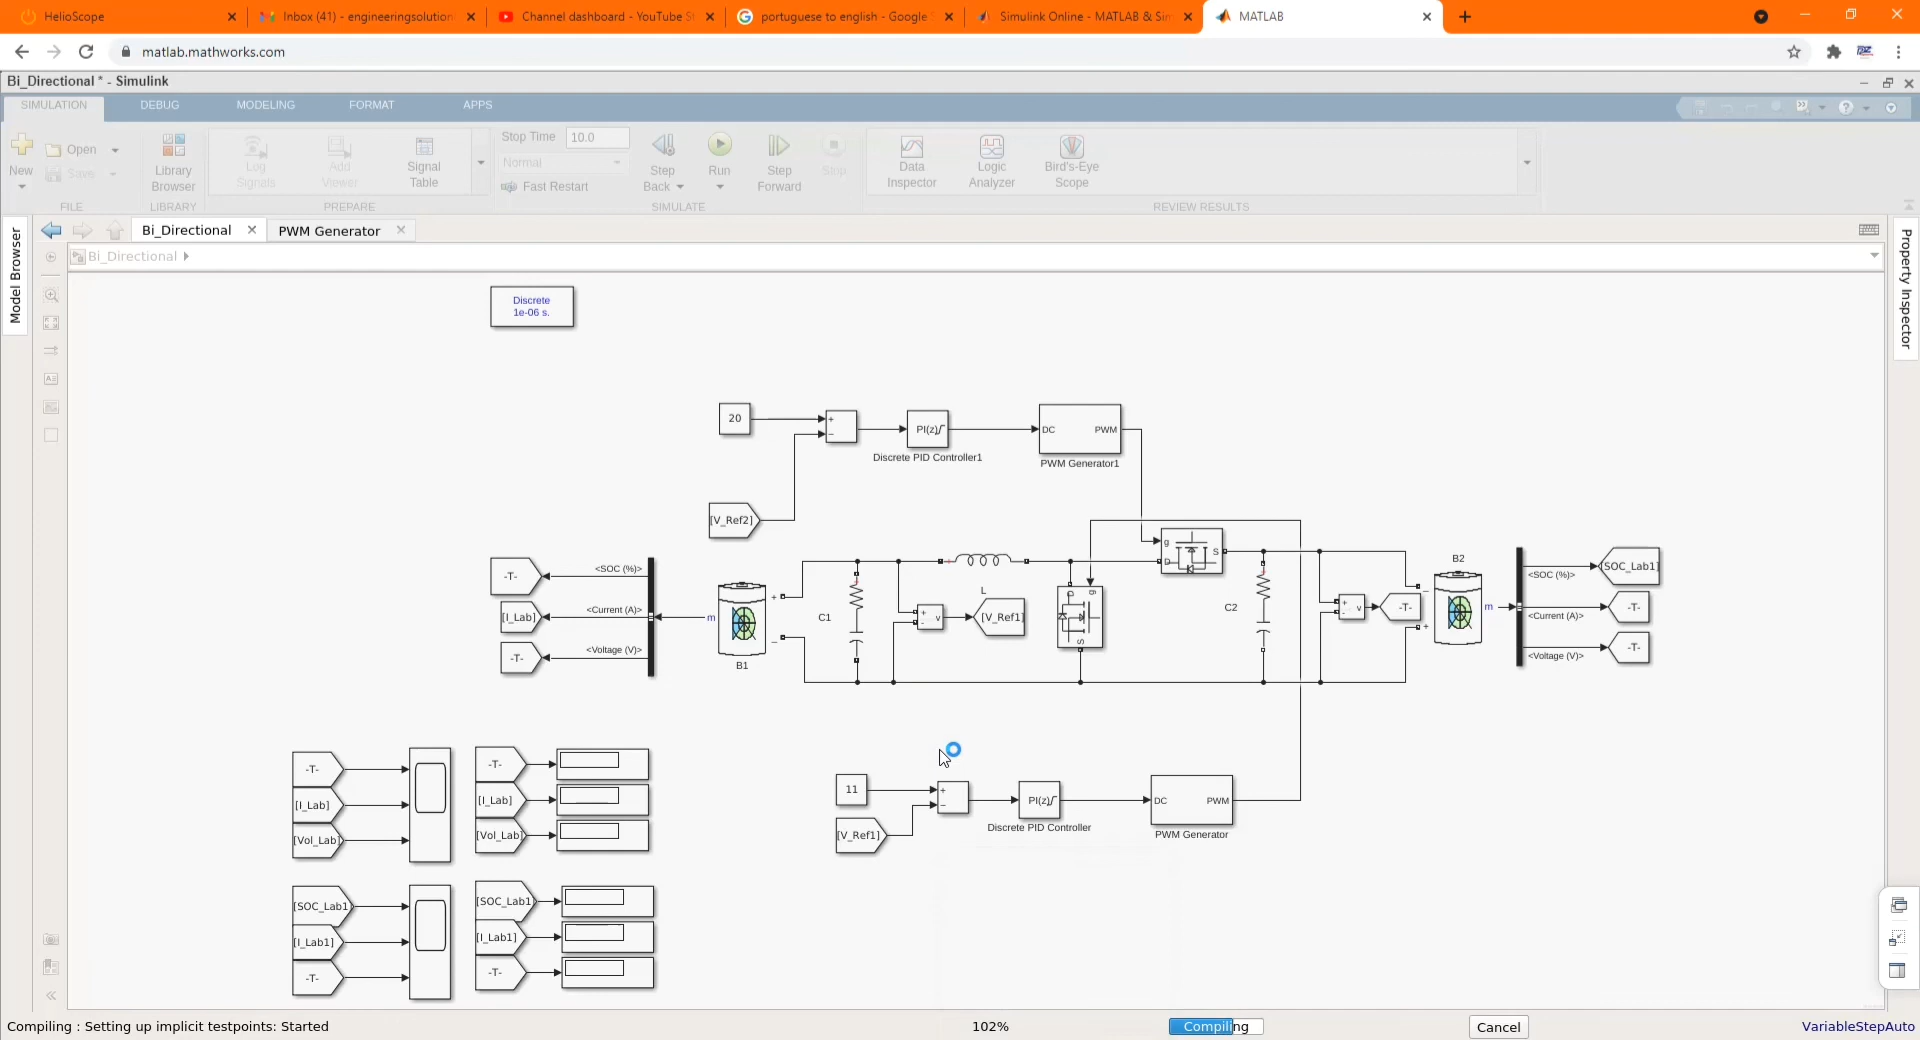 HelioScope
Inbox (41) - engineeringsolution
Channel dashboard - YouTube S
portuguese to english - Google
Simulink Online - MATLAB & Sim
MATLAB
matlab.mathworks.com
Bi_Directional * - Simulink
SIMULATION
DEBUG
MODELING
FORMAT
APPS
New
Open
Save
FILE
Library
Browser
LIBRARY
Log
Signals
Add
Viewer
Signal
Table
PREPARE
Stop Time 10.0
Normal
Fast Restart
Step
Back
Run
Step
Forward
Stop
SIMULATE
Data
Inspector
Logic
Analyzer
Bird's-Eye
Scope
REVIEW RESULTS
Model Browser
Property Inspector
Bi_Directional
PWM Generator
Bi_Directional
Discrete
1e-06 s.
20
+
−
PI(z)
Discrete PID Controller1
DC PWM
PWM Generator1
[V_Ref2]
-T-
<SOC (%)>
[I_Lab]
<Current (A)>
-T-
<Voltage (V)>
m
+
−
B1
C1
+
-
v
L
[V_Ref1]
D
g
S
g
D
S
C2
+
-
v
-T-
B2
−
+
m
<SOC (%)>
[SOC_Lab1]
<Current (A)>
-T-
<Voltage (V)>
-T-
-T-
[I_Lab]
[Vol_Lab]
-T-
[I_Lab]
[Vol_Lab]
11
+
−
[V_Ref1]
PI(z)
Discrete PID Controller
DC PWM
PWM Generator
[SOC_Lab1
[I_Lab1]
-T-
[SOC_Lab1
[I_Lab1]
-T-
Compiling : Setting up implicit testpoints: Started
102%
Compiling
Cancel
VariableStepAuto